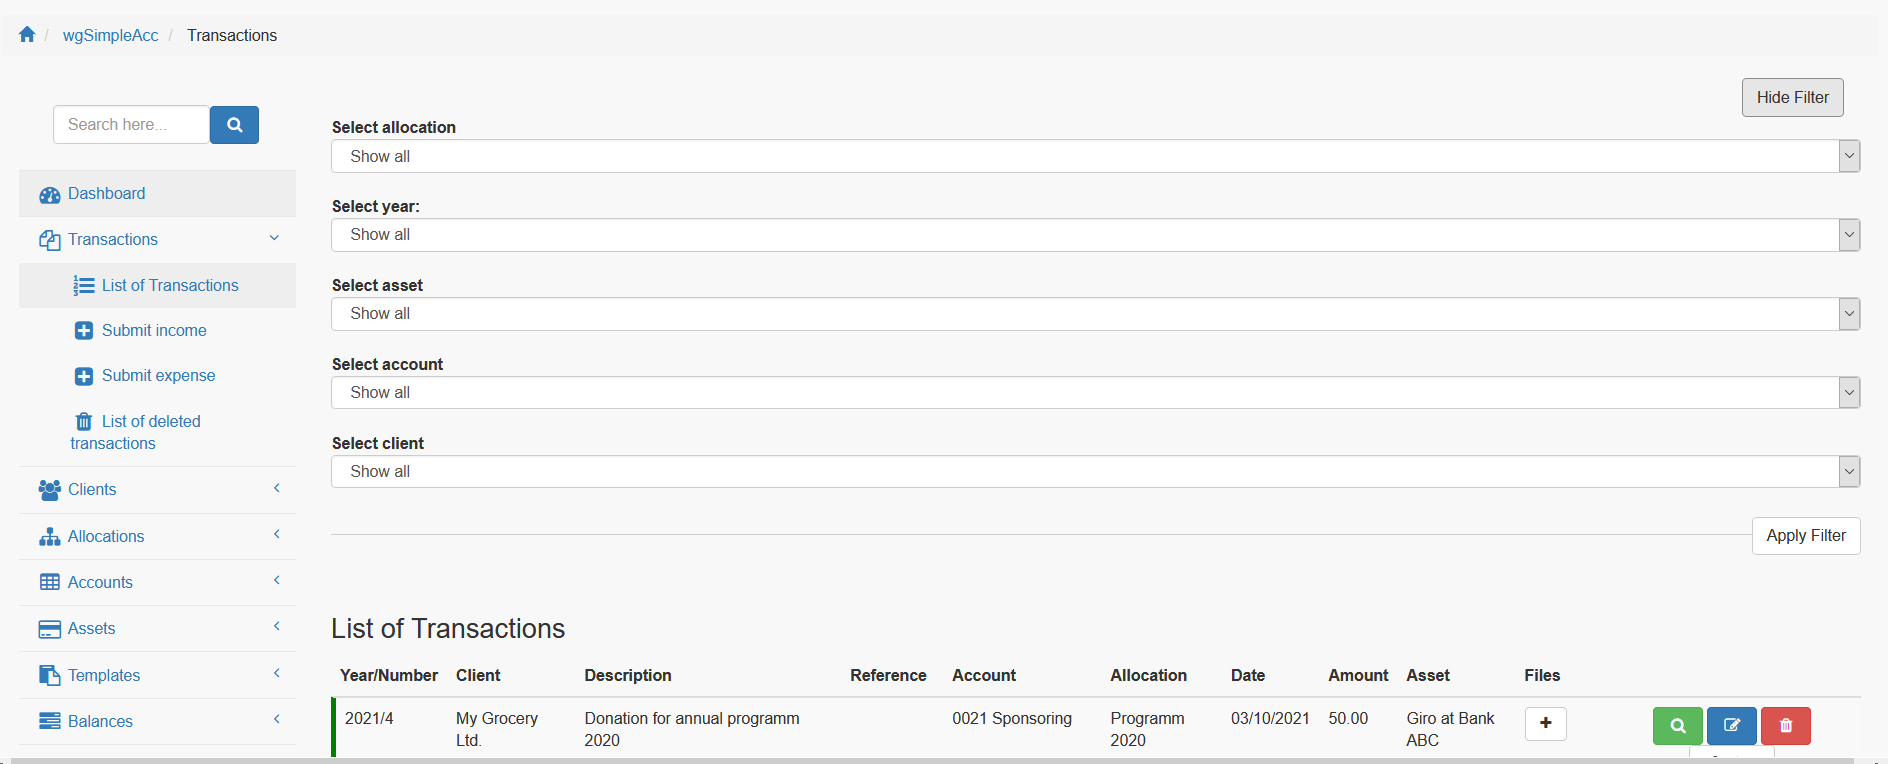 / wgSimpleAcc / Transactions
Hide Filter
Search here...
Dashboard
Transactions
List of Transactions
Submit income
Submit expense
List of deleted
transactions
Clients
Allocations
Accounts
Assets
Templates
Balances
Select allocation
Show all
Select year:
Show all
Select asset
Show all
Select account
Show all
Select client
Show all
Apply Filter
List of Transactions
Year/Number Client Description Reference Account Allocation Date Amount Asset Files
2021/4 My Grocery Donation for annual programm 0021 Sponsoring Programm 03/10/2021 50.00 Giro at Bank
Ltd. 2020 2020 ABC